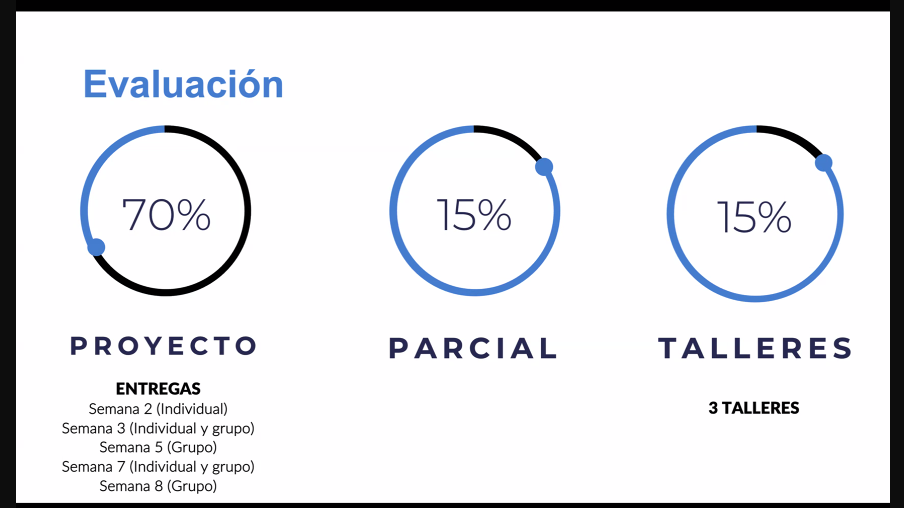 Evaluación
70%
15%
15%
PROYECTO
PARCIAL
TALLERES
ENTREGAS
Semana 2 (Individual)
Semana 3 (Individual y grupo)
Semana 5 (Grupo)
Semana 7 (Individual y grupo)
Semana 8 (Grupo)
3 TALLERES